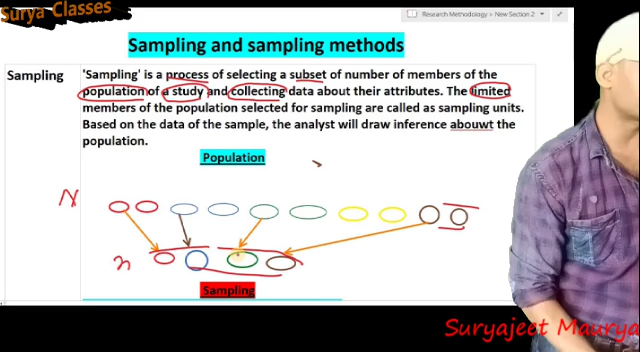 Surya Classes
Research Methodology > New Section 2
Sampling and sampling methods
Sampling
'Sampling' is a process of selecting a subset of number of members of the
population of a study and collecting data about their attributes. The limited
members of the population selected for sampling are called as sampling units.
Based on the data of the sample, the analyst will draw inference abouwt the
population.
Population
N
n
Sampling
Suryajeet Maurya